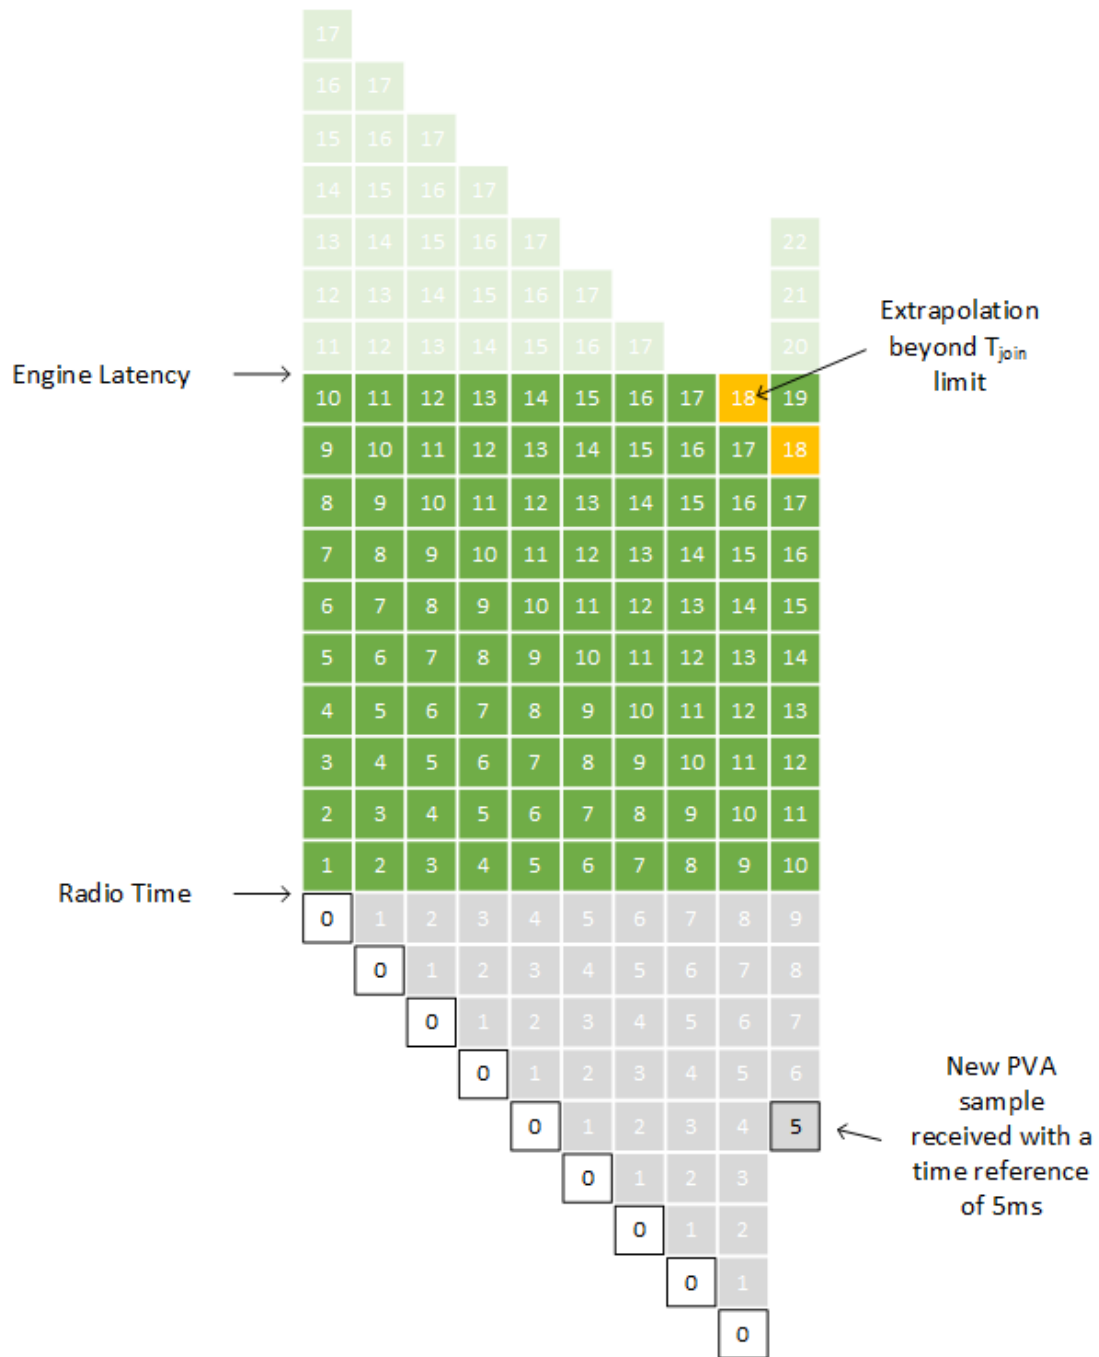 17
16 17
15 16 17
14 15 16 17
13 14 15 16 17 22
12 13 14 15 16 17 21
Extrapolation
beyond Tjoin
limit
11 12 13 14 15 16 17 20
Engine Latency
10 11 12 13 14 15 16 17 18 19
9 10 11 12 13 14 15 16 17 18
8 9 10 11 12 13 14 15 16 17
7 8 9 10 11 12 13 14 15 16
6 7 8 9 10 11 12 13 14 15
5 6 7 8 9 10 11 12 13 14
4 5 6 7 8 9 10 11 12 13
3 4 5 6 7 8 9 10 11 12
2 3 4 5 6 7 8 9 10 11
1 2 3 4 5 6 7 8 9 10
Radio Time
0 1 2 3 4 5 6 7 8 9
0 1 2 3 4 5 6 7 8
0 1 2 3 4 5 6 7
0 1 2 3 4 5 6
0 1 2 3 4 5
New PVA
sample
received with a
time reference
of 5ms
0 1 2 3
0 1 2
0 1
0